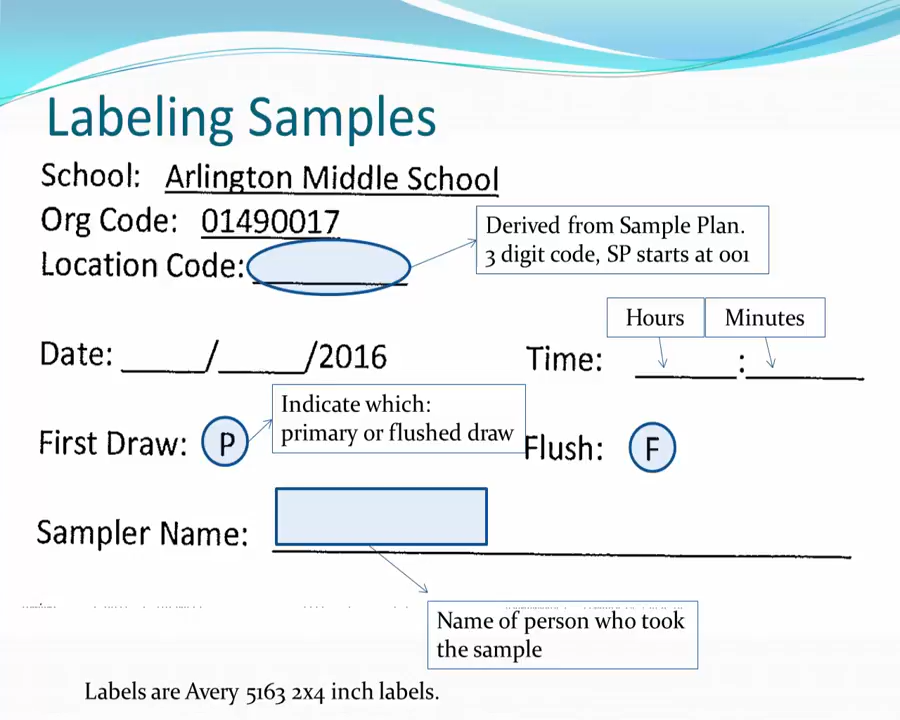 Labeling Samples
School: Arlington Middle School
Org Code: 01490017
Derived from Sample Plan.
3 digit code, SP starts at 001
Location Code:
Hours
Minutes
Date: _____/_____/2016
Time: _____:_____
Indicate which:
primary or flushed draw
First Draw: P
Flush: F
Sampler Name:
Name of person who took
the sample
Labels are Avery 5163 2x4 inch labels.